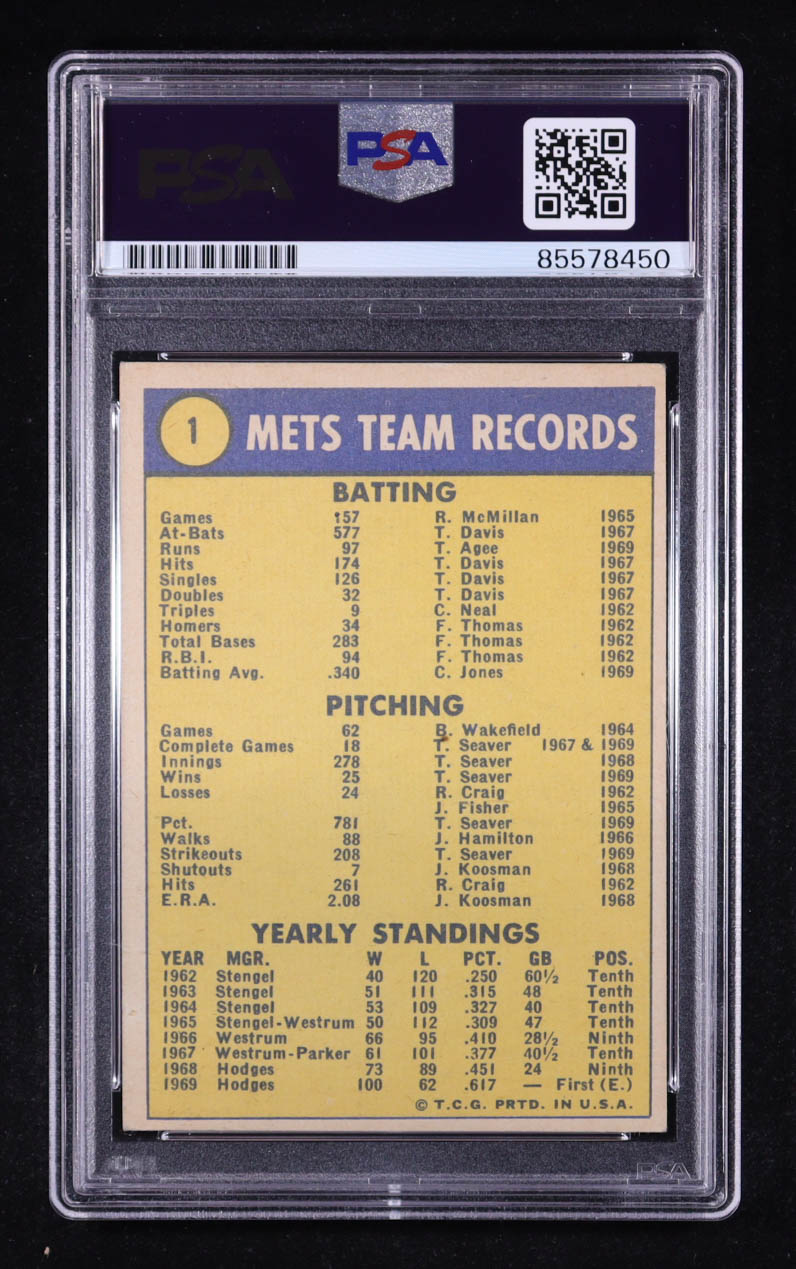 PSA PSA
85578450
1 METS TEAM RECORDS
BATTING
Games 157 R. McMillan 1965
At-Bats 577 T. Davis 1967
Runs 97 T. Agee 1969
Hits 174 T. Davis 1967
Singles 126 T. Davis 1967
Doubles 32 T. Davis 1967
Triples 9 C. Neal 1962
Homers 34 F. Thomas 1962
Total Bases 283 F. Thomas 1962
R.B.I. 94 F. Thomas 1962
Batting Avg. .340 C. Jones 1969
PITCHING
Games 62 B. Wakefield 1964
Complete Games 18 T. Seaver 1967 & 1969
Innings 278 T. Seaver 1968
Wins 25 T. Seaver 1969
Losses 24 R. Craig 1962
J. Fisher 1965
Pct. 781 T. Seaver 1969
Walks 88 J. Hamilton 1966
Strikeouts 208 T. Seaver 1969
Shutouts 7 J. Koosman 1968
Hits 261 R. Craig 1962
E.R.A. 2.08 J. Koosman 1968
YEARLY STANDINGS
YEAR MGR. W L PCT. GB POS.
1962 Stengel 40 120 .250 60½ Tenth
1963 Stengel 51 111 .315 48 Tenth
1964 Stengel 53 109 .327 40 Tenth
1965 Stengel-Westrum 50 112 .309 47 Tenth
1966 Westrum 66 95 .410 28½ Ninth
1967 Westrum-Parker 61 101 .377 40½ Tenth
1968 Hodges 73 89 .451 24 Ninth
1969 Hodges 100 62 .617 — First (E.)
© T.C.G. PRTD. IN U.S.A.
PSA